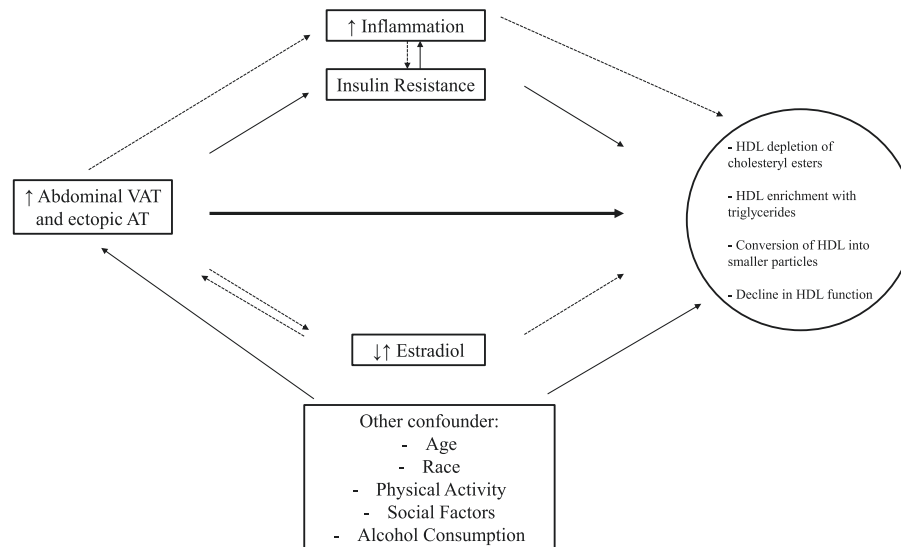 ↑ Inflammation
Insulin Resistance
↑ Abdominal VAT
and ectopic AT
- HDL depletion of
cholesteryl esters
- HDL enrichment with
triglycerides
- Conversion of HDL into
smaller particles
- Decline in HDL function
↓↑ Estradiol
Other confounder:
- Age
- Race
- Physical Activity
- Social Factors
- Alcohol Consumption